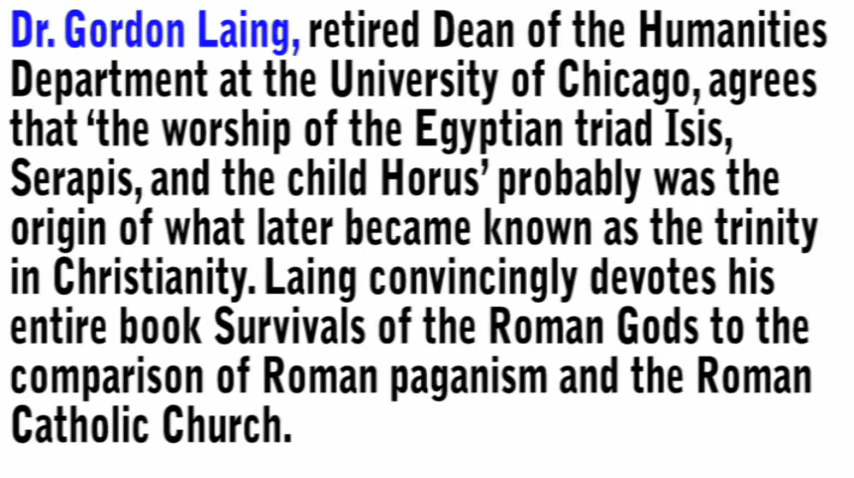 Dr. Gordon Laing, retired Dean of the Humanities
Department at the University of Chicago, agrees
that ‘the worship of the Egyptian triad Isis,
Serapis, and the child Horus’ probably was the
origin of what later became known as the trinity
in Christianity. Laing convincingly devotes his
entire book Survivals of the Roman Gods to the
comparison of Roman paganism and the Roman
Catholic Church.